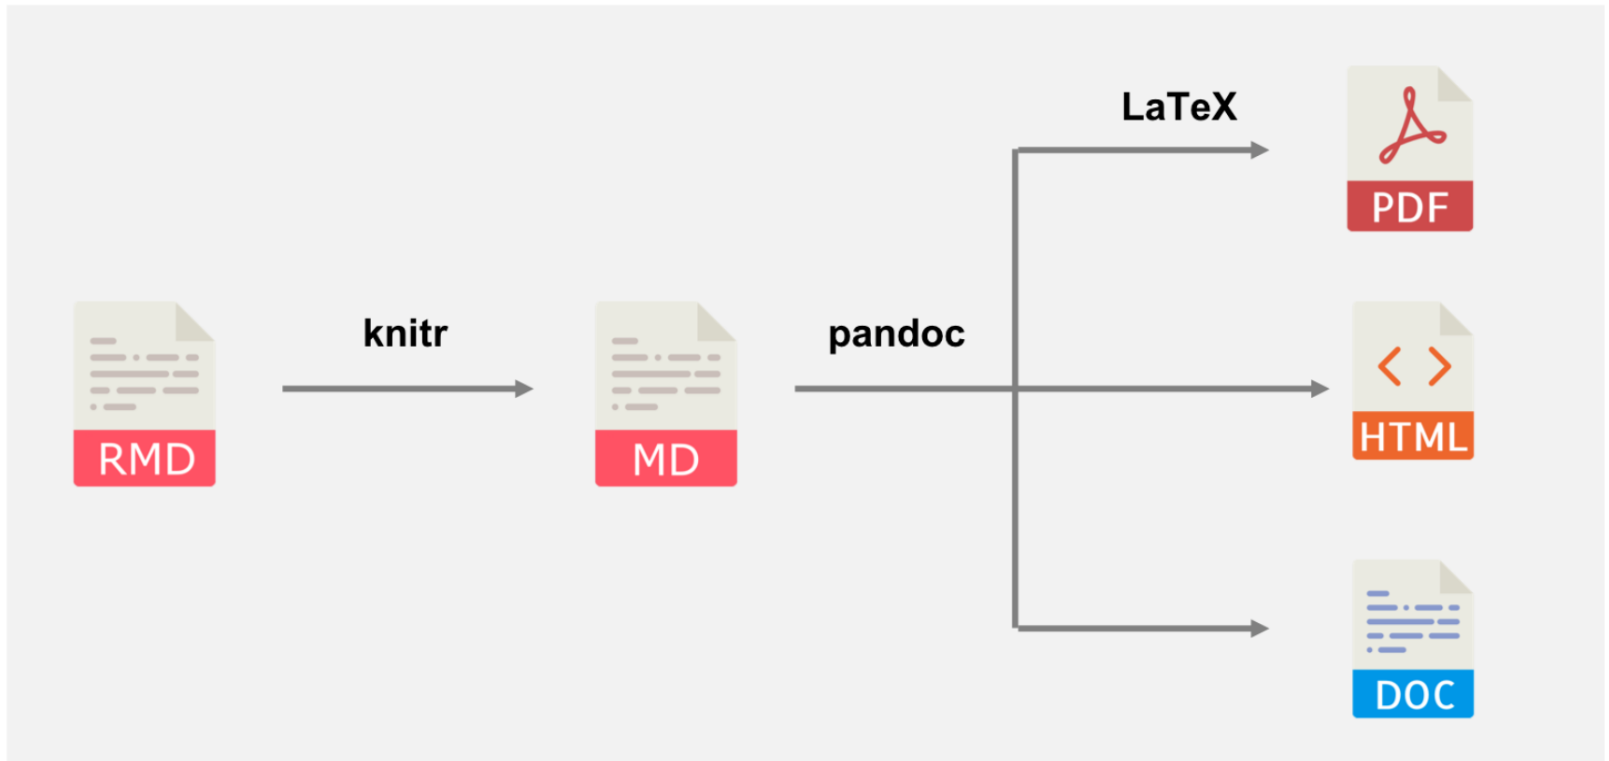 RMD
knitr
MD
pandoc
LaTeX
PDF
HTML
DOC